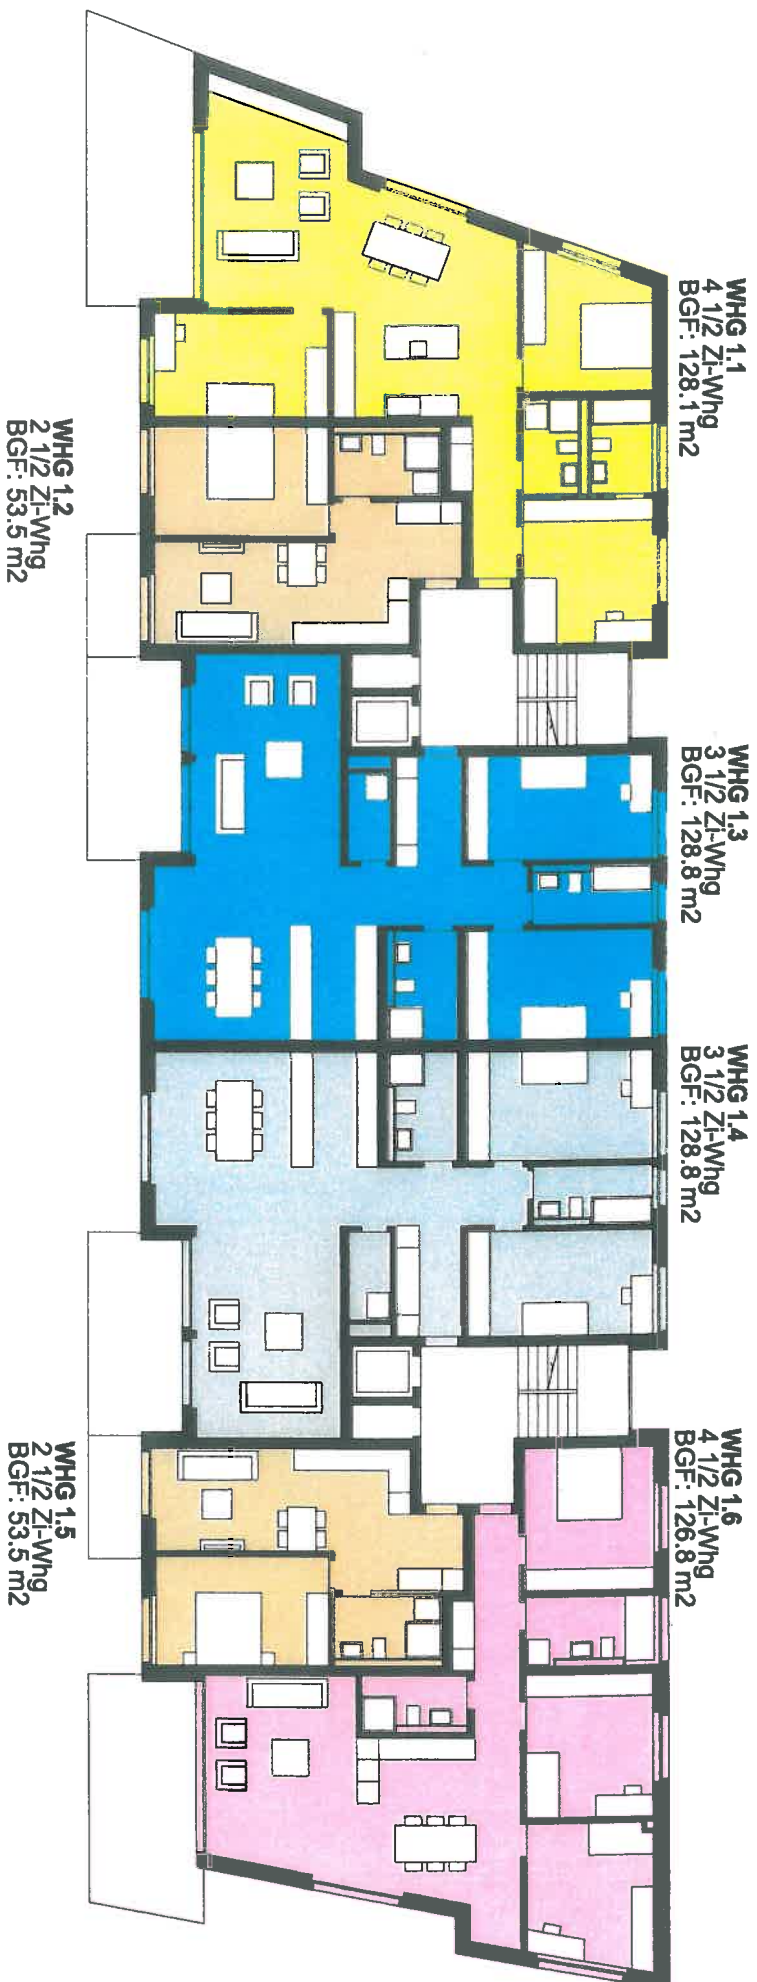 WHG 1.1
4 1/2 Zi-Whg
BGF: 128.1 m2
WHG 1.3
3 1/2 Zi-Whg
BGF: 128.8 m2
WHG 1.4
3 1/2 Zi-Whg
BGF: 128.8 m2
WHG 1.6
4 1/2 Zi-Whg
BGF: 126.8 m2
WHG 1.2
2 1/2 Zi-Whg
BGF: 53.5 m2
WHG 1.5
2 1/2 Zi-Whg
BGF: 53.5 m2